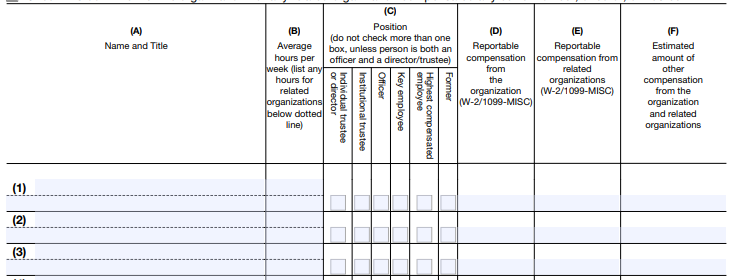 (A)
Name and Title
(B)
Average
hours per
week (list any
hours for
related
organizations
below dotted
line)
(C)
Position
(do not check more than one
box, unless person is both an
officer and a director/trustee)
Individual trustee
or director
Institutional trustee
Officer
Key employee
Highest compensated
employee
Former
(D)
Reportable
compensation
from
the
organization
(W-2/1099-MISC)
(E)
Reportable
compensation from
related
organizations
(W-2/1099-MISC)
(F)
Estimated
amount of
other
compensation
from the
organization
and related
organizations
(1)
(2)
(3)